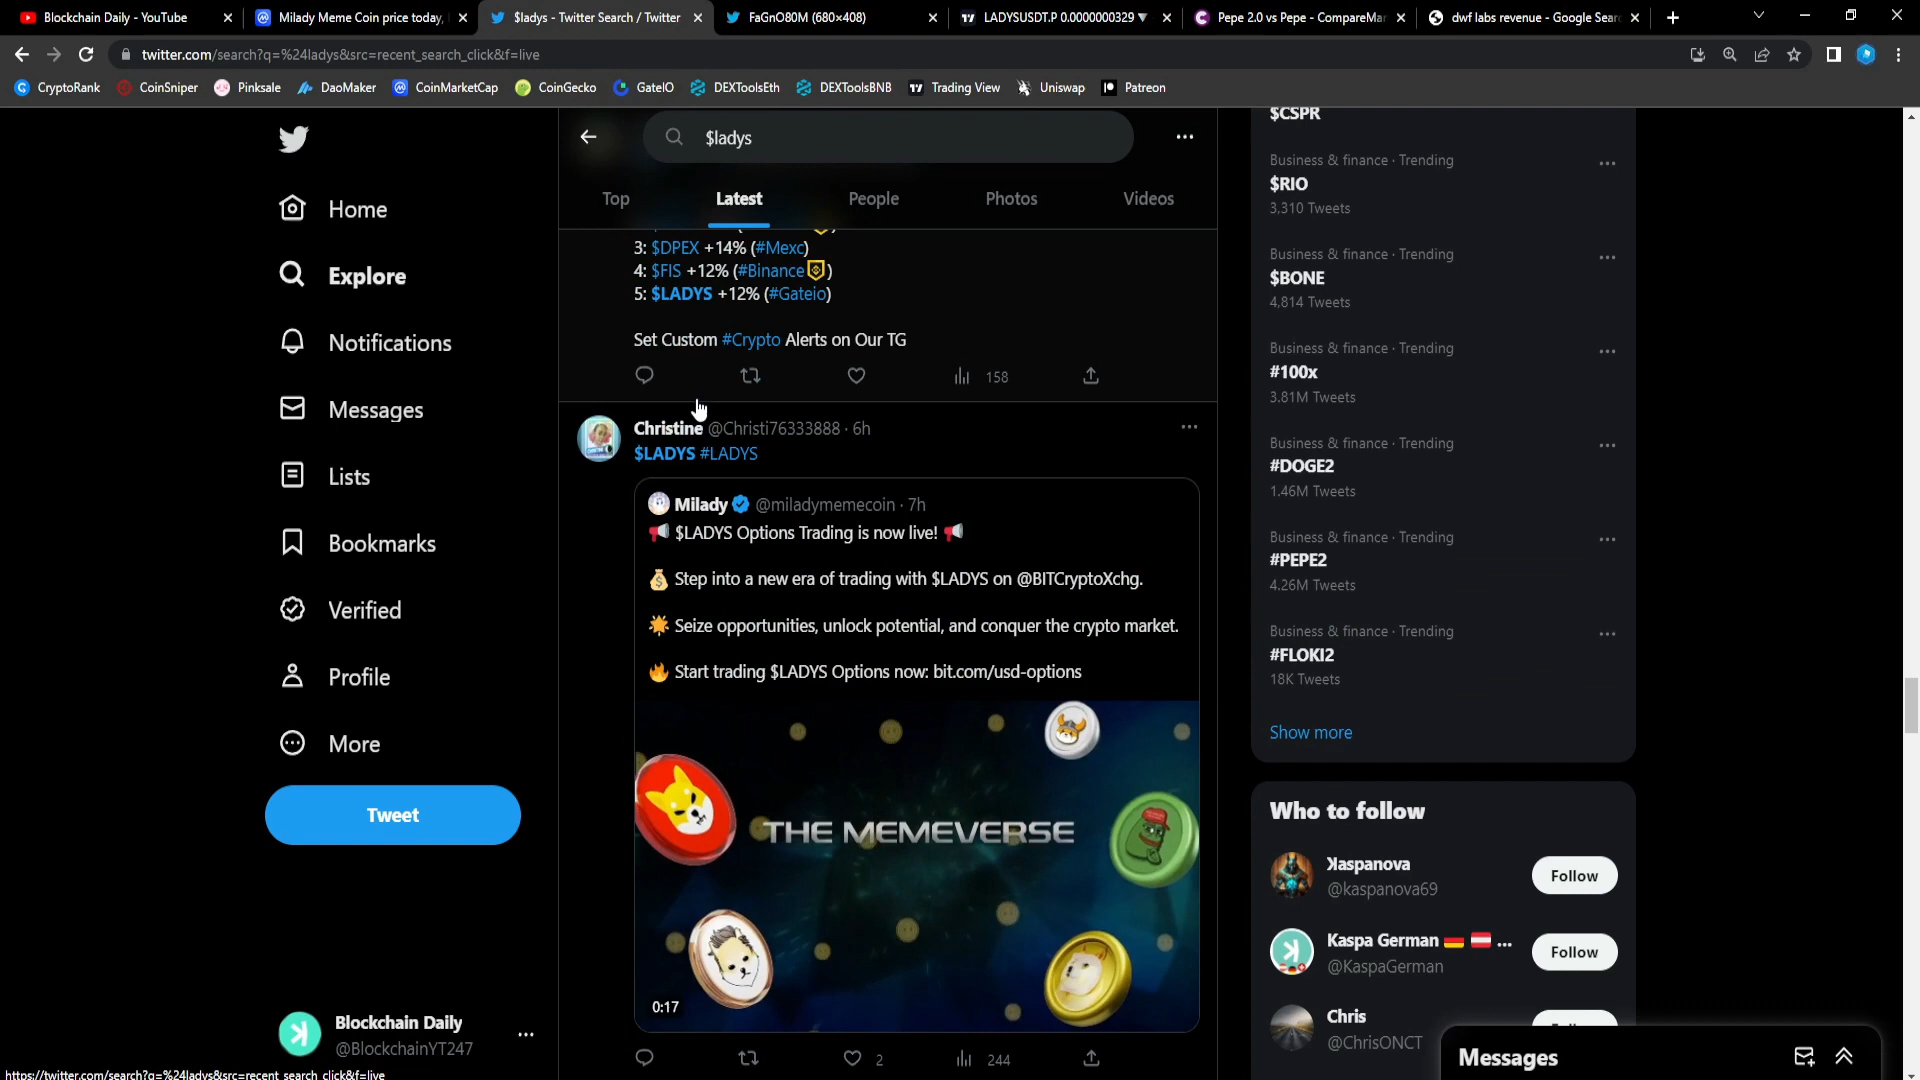 Blockchain Daily - YouTube
Milady Meme Coin price today,
$ladys - Twitter Search / Twitter
FaGnO80M (680×408)
LADYSUSDT.P 0.0000000329 ▼
Pepe 2.0 vs Pepe - CompareMar
dwf labs revenue - Google Sear
twitter.com/search?q=%24ladys&src=recent_search_click&f=live
CryptoRank
CoinSniper
Pinksale
DaoMaker
CoinMarketCap
CoinGecko
GateIO
DEXToolsEth
DEXToolsBNB
Trading View
Uniswap
Patreon
Home
Explore
Notifications
Messages
Lists
Bookmarks
Verified
Profile
More
Tweet
Blockchain Daily
@BlockchainYT247
https://twitter.com/search?q=%24ladys&src=recent_search_click&f=live
$ladys
Top
Latest
People
Photos
Videos
3: $DPEX +14% (#Mexc)
4: $FIS +12% (#Binance)
5: $LADYS +12% (#Gateio)
Set Custom #Crypto Alerts on Our TG
158
Christine @Christi76333888 · 6h
$LADYS #LADYS
Milady @miladymemecoin · 7h
📢 $LADYS Options Trading is now live! 📢
💰 Step into a new era of trading with $LADYS on @BITCryptoXchg.
🌟 Seize opportunities, unlock potential, and conquer the crypto market.
🔥 Start trading $LADYS Options now: bit.com/usd-options
THE MEMEVERSE
0:17
2
244
$CSPR
Business & finance · Trending
$RIO
3,310 Tweets
Business & finance · Trending
$BONE
4,814 Tweets
Business & finance · Trending
#100x
3.81M Tweets
Business & finance · Trending
#DOGE2
1.46M Tweets
Business & finance · Trending
#PEPE2
4.26M Tweets
Business & finance · Trending
#FLOKI2
18K Tweets
Show more
Who to follow
Kaspanova
@kaspanova69
Follow
Kaspa German 🇩🇪 🇦🇹 ...
@KaspaGerman
Follow
Chris
@ChrisONCT
Messages